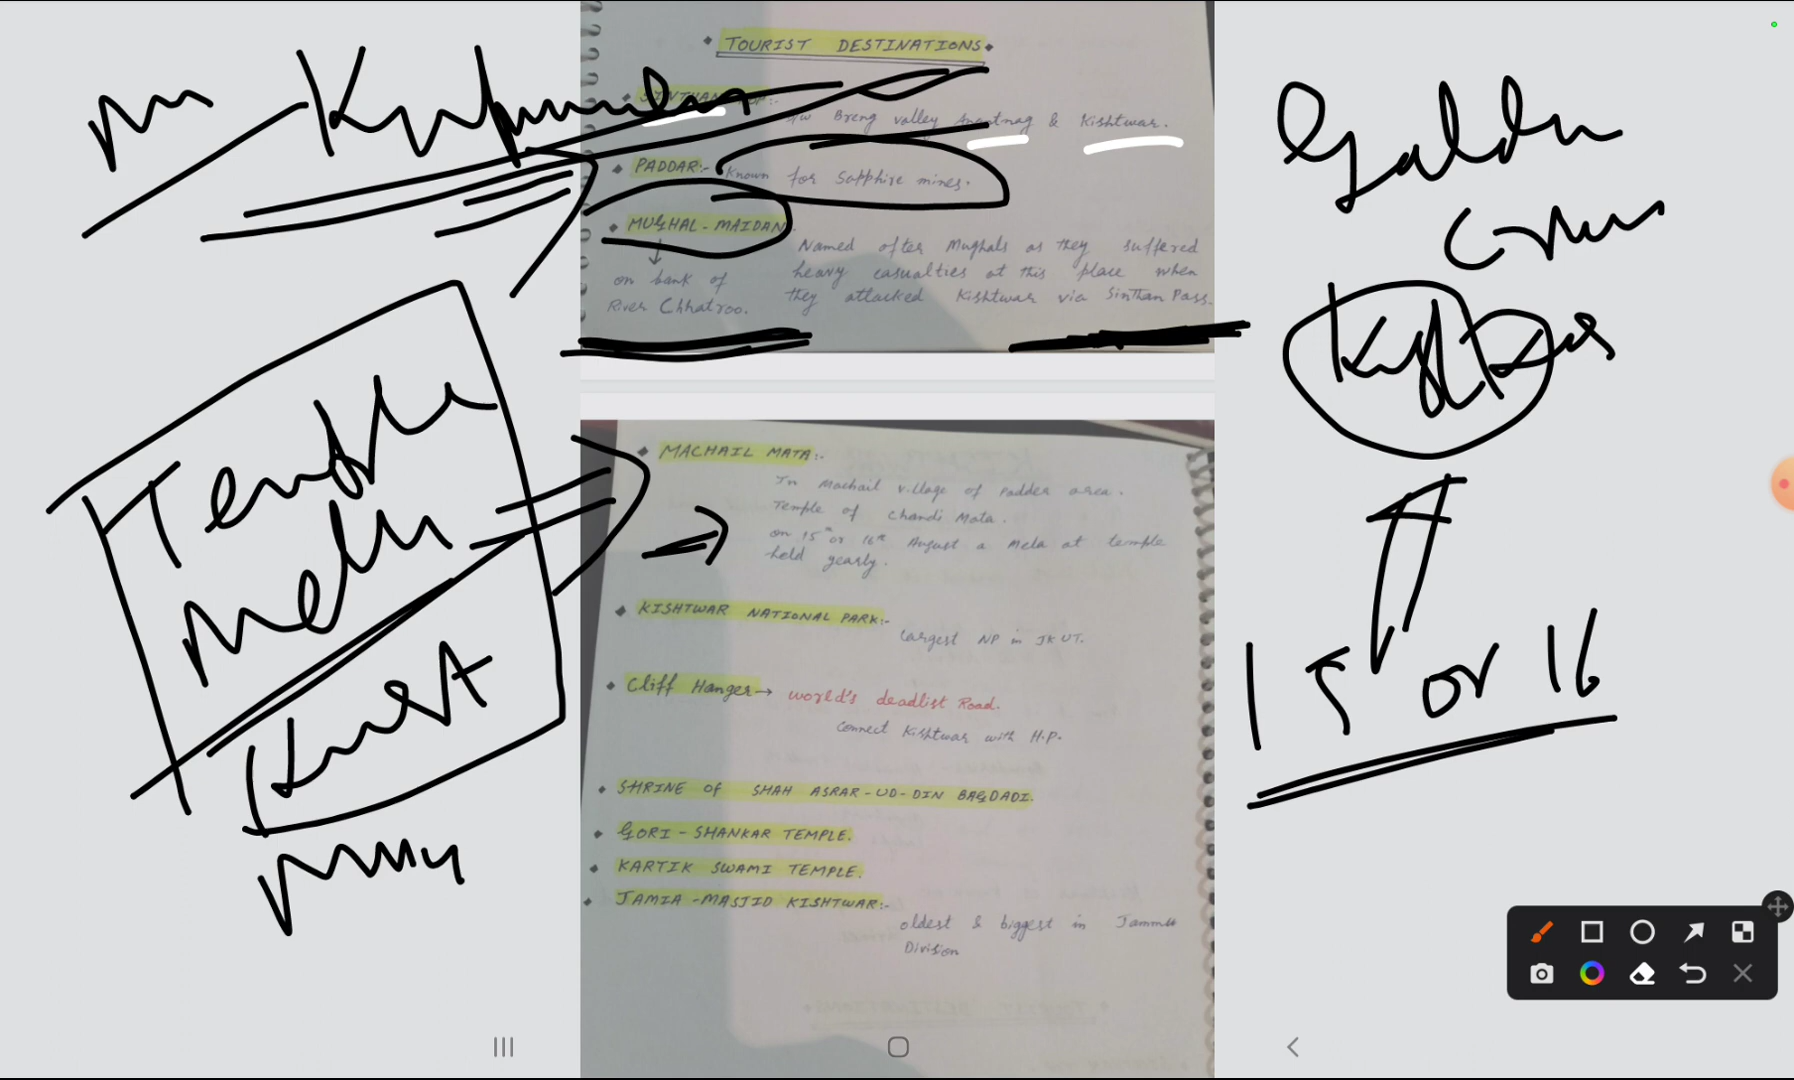 ◆ TOURIST DESTINATIONS ◆
◆ SINTHAN TOP:-
b/w Breng valley Anantnag & Kishtwar.
◆ PADDAR:- Known for Sapphire mines.
◆ MUGHAL-MAIDAN
↓
on bank of
River Chhatroo.
Named after Mughals as they suffered
heavy casualties at this place when
they attacked Kishtwar via Sinthan Pass.
◆ MACHAIL MATA:-
In Machail village of Padder area.
Temple of Chandi Mata.
on 15th or 16th August a Mela at temple
held yearly.
◆ KISHTWAR NATIONAL PARK:-
Largest NP in JKUT.
◆ Cliff Hanger → world's deadlist Road.
Connect Kishtwar with H.P.
◆ SHRINE OF SHAH ASRAR-UD-DIN BAGDADI.
◆ GORI-SHANKAR TEMPLE.
◆ KARTIK SWAMI TEMPLE.
◆ JAMIA-MASJID KISHTWAR:-
oldest & biggest in Jammu
Division
Temple
Mela
15 or 16